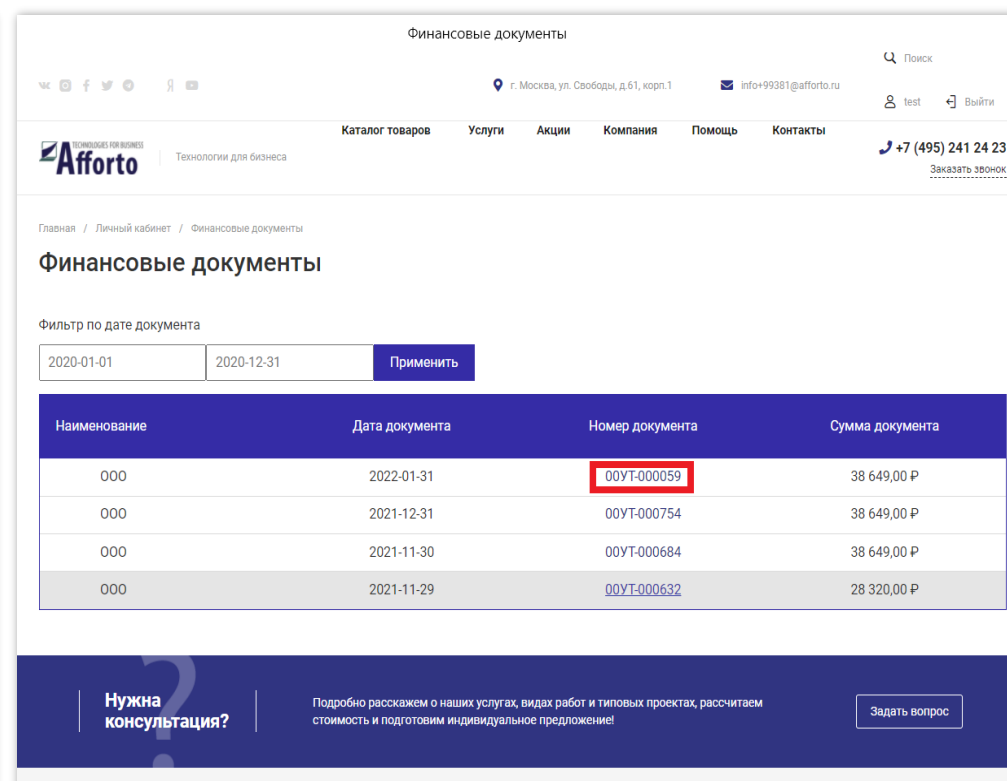 Финансовые документы
Поиск
г. Москва, ул. Свободы, д.61, корп.1
info+99381@afforto.ru
test
Выйти
TECHNOLOGIES FOR BUSINESS
Afforto
Технологии для бизнеса
Каталог товаров Услуги Акции Компания Помощь Контакты
+7 (495) 241 24 23
Заказать звонок
Главная / Личный кабинет / Финансовые документы
Финансовые документы
Фильтр по дате документа
2020-01-01 2020-12-31 Применить
Наименование Дата документа Номер документа Сумма документа
ООО 2022-01-31 00УТ-000059 38 649,00 ₽
ООО 2021-12-31 00УТ-000754 38 649,00 ₽
ООО 2021-11-30 00УТ-000684 38 649,00 ₽
ООО 2021-11-29 00УТ-000632 28 320,00 ₽
?
Нужна
консультация?
Подробно расскажем о наших услугах, видах работ и типовых проектах, рассчитаем
стоимость и подготовим индивидуальное предложение!
Задать вопрос